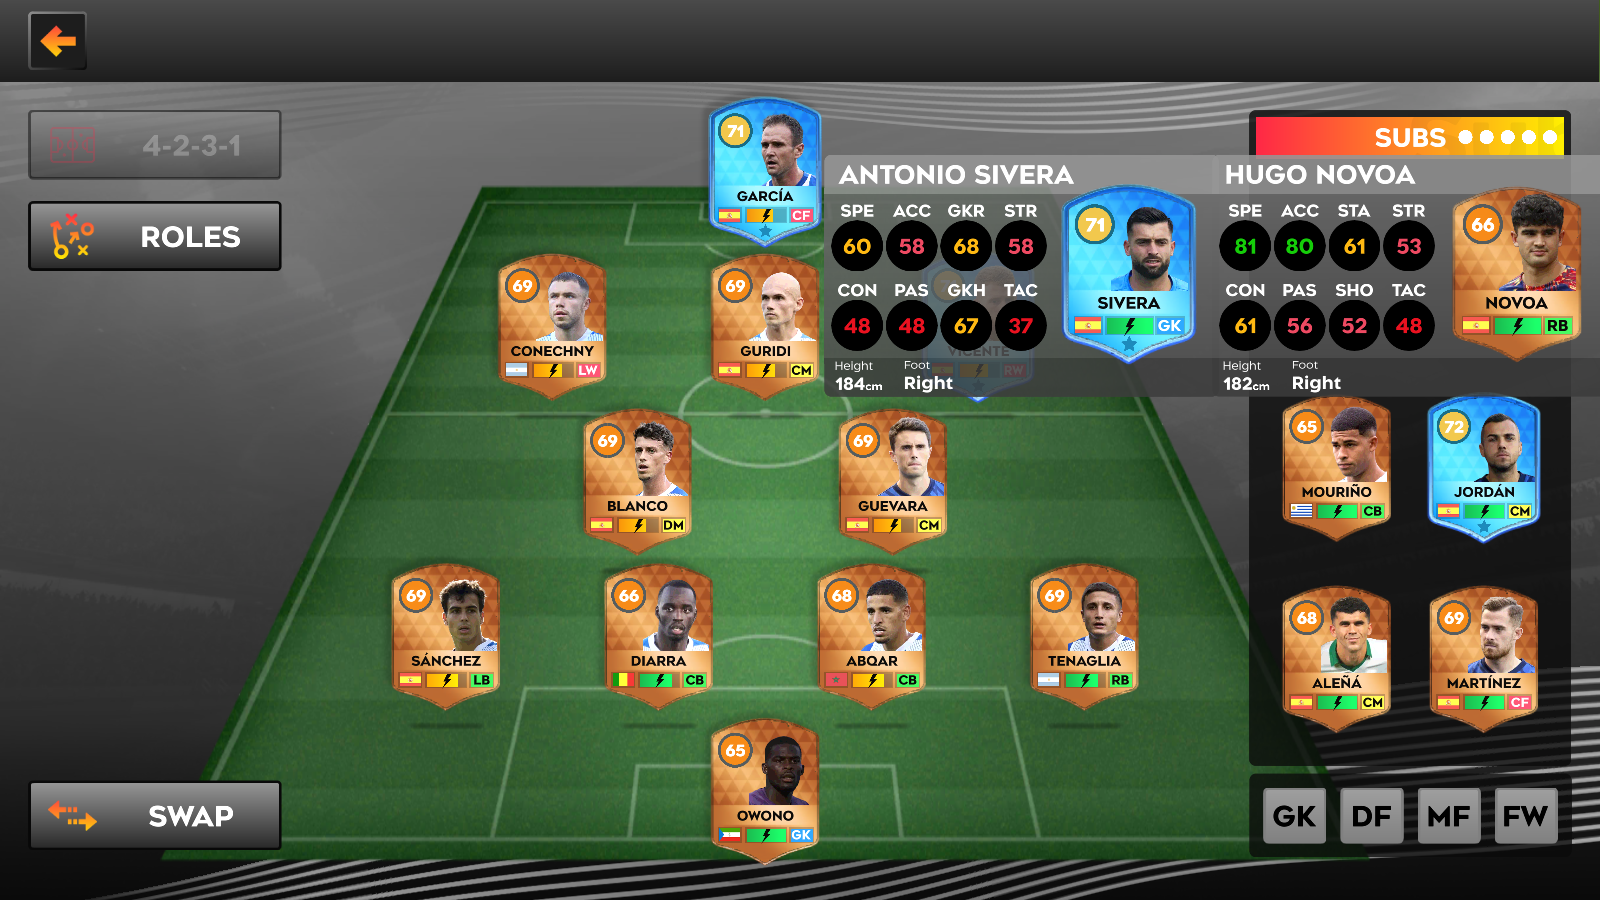 4-2-3-1
ROLES
SWAP
71
GARCÍA
CF
69
CONECHNY
LW
69
GURIDI
CM
VICENTE
RW
69
BLANCO
DM
69
GUEVARA
CM
69
SÁNCHEZ
LB
66
DIARRA
CB
68
ABQAR
CB
69
TENAGLIA
RB
65
OWONO
GK
SUBS
ANTONIO SIVERA
SPE ACC GKR STR
60 58 68 58
CON PAS GKH TAC
48 48 67 37
Height Foot
184cm Right
71
SIVERA
GK
HUGO NOVOA
SPE ACC STA STR
81 80 61 53
CON PAS SHO TAC
61 56 52 48
Height Foot
182cm Right
66
NOVOA
RB
65
MOURIÑO
CB
72
JORDÁN
CM
68
ALEÑÁ
CM
69
MARTÍNEZ
CF
GK DF MF FW